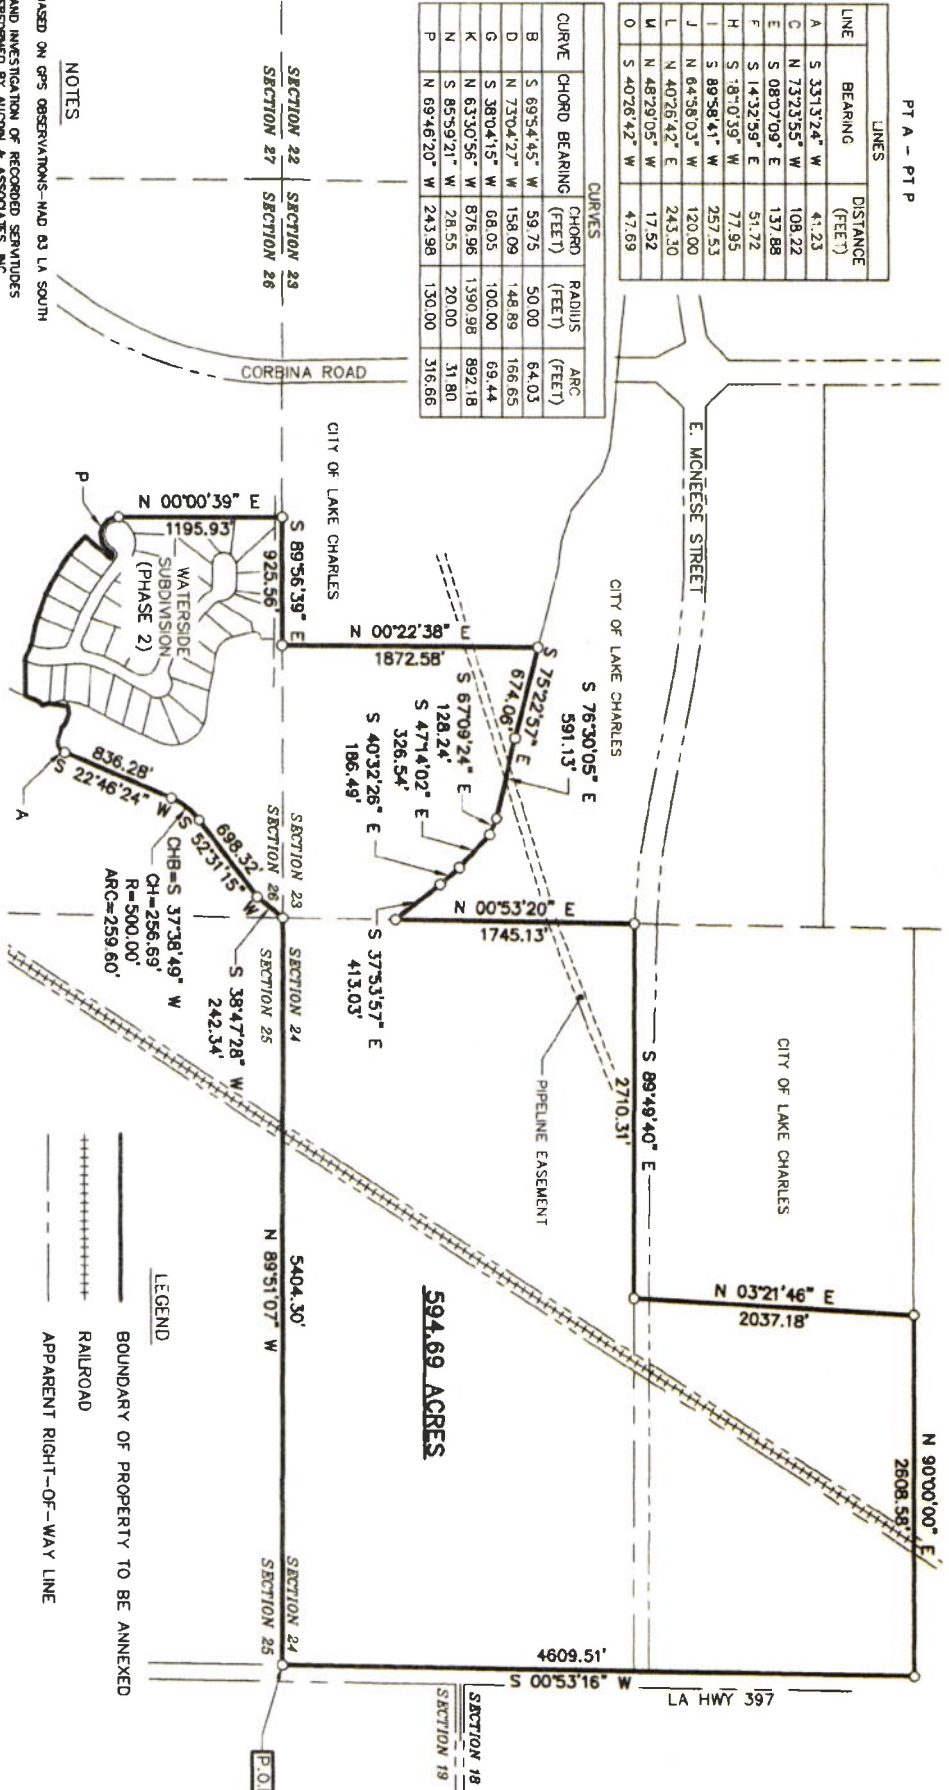 PT A - PT P
LINES
LINE BEARING DISTANCE (FEET)
A S 33°13'24" W 41.23
C N 73°23'55" W 108.22
E S 08°07'09" E 137.88
F S 14°32'59" E 51.72
H S 18°10'39" W 77.95
I S 89°58'41" W 257.53
J N 64°58'03" W 120.00
L N 40°26'42" E 243.30
M N 48°29'05" W 17.52
O S 40°26'42" W 47.69
CURVES
CURVE CHORD BEARING CHORD (FEET) RADIUS (FEET) ARC (FEET)
B S 69°54'45" W 59.75 50.00 64.03
D N 73°04'27" W 158.09 148.89 166.65
G S 38°04'15" W 68.05 100.00 69.44
K N 63°30'56" W 876.96 1390.98 892.18
N S 85°59'21" W 28.55 20.00 31.80
P N 69°46'20" W 243.98 130.00 316.66
SECTION 22 SECTION 23
SECTION 27 SECTION 26
NOTES
BASED ON GPS OBSERVATIONS-NAD 83 LA SOUTH
AND INVESTIGATION OF RECORDED SERVITUDES
CORBINA ROAD
E. MCNEESE STREET
CITY OF LAKE CHARLES
CITY OF LAKE CHARLES
CITY OF LAKE CHARLES
N 00°00'39" E
1195.93'
S 89°56'39" E
925.56'
WATERSIDE
SUBDIVISION
(PHASE 2)
P
A
N 00°22'38" E
1872.58'
S 75°22'57" E
674.06'
S 76°30'05" E
591.13'
S 67°09'24" E
128.24'
S 47°14'02" E
326.54'
S 40°32'26" E
186.49'
S 37°53'57" E
413.03'
N 00°53'20" E
1745.13'
S 89°49'40" E
2710.31'
PIPELINE EASEMENT
N 03°21'46" E
2037.18'
N 90°00'00" E
2608.58'
4609.51'
S 00°53'16" W
LA HWY 397
594.69 ACRES
5404.30'
N 89°51'07" W
SECTION 23
SECTION 26
SECTION 24
SECTION 25
SECTION 24
SECTION 25
SECTION 18
SECTION 19
S 38°47'28" W
242.34'
698.32'
S 52°31'15" W
CHB=S 37°38'49" W
CH=256.69'
R=500.00'
ARC=259.60'
836.28'
S 22°46'24" W
LEGEND
BOUNDARY OF PROPERTY TO BE ANNEXED
RAILROAD
APPARENT RIGHT-OF-WAY LINE